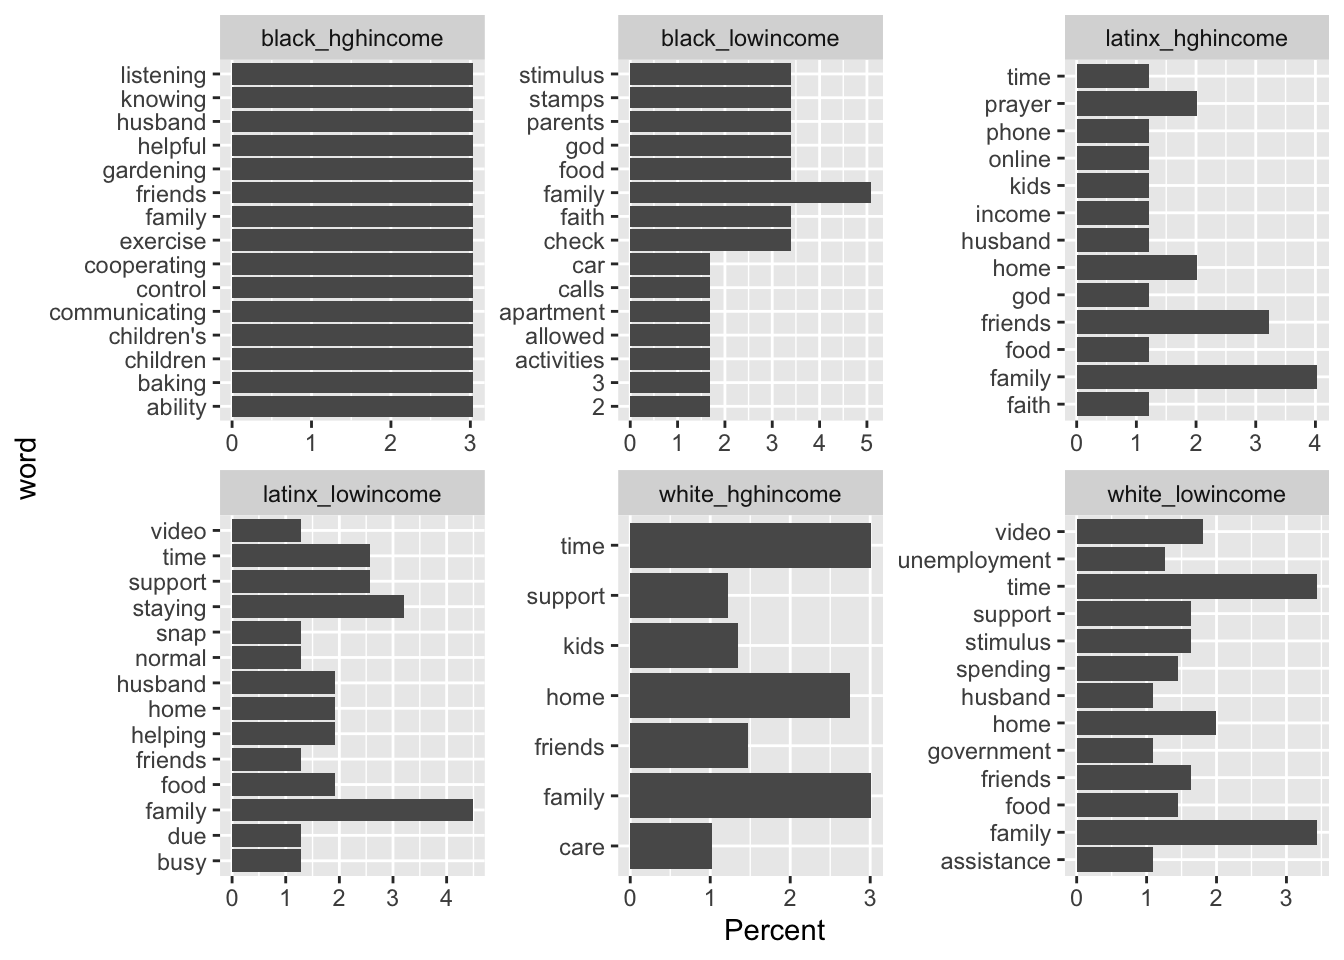 word
black_hghincome
listening
knowing
husband
helpful
gardening
friends
family
exercise
cooperating
control
communicating
children's
children
baking
ability
0 1 2 3
black_lowincome
stimulus
stamps
parents
god
food
family
faith
check
car
calls
apartment
allowed
activities
3
2
0 1 2 3 4 5
latinx_hghincome
time
prayer
phone
online
kids
income
husband
home
god
friends
food
family
faith
0 1 2 3 4
latinx_lowincome
video
time
support
staying
snap
normal
husband
home
helping
friends
food
family
due
busy
0 1 2 3 4
white_hghincome
time
support
kids
home
friends
family
care
0 1 2 3
white_lowincome
video
unemployment
time
support
stimulus
spending
husband
home
government
friends
food
family
assistance
0 1 2 3
Percent